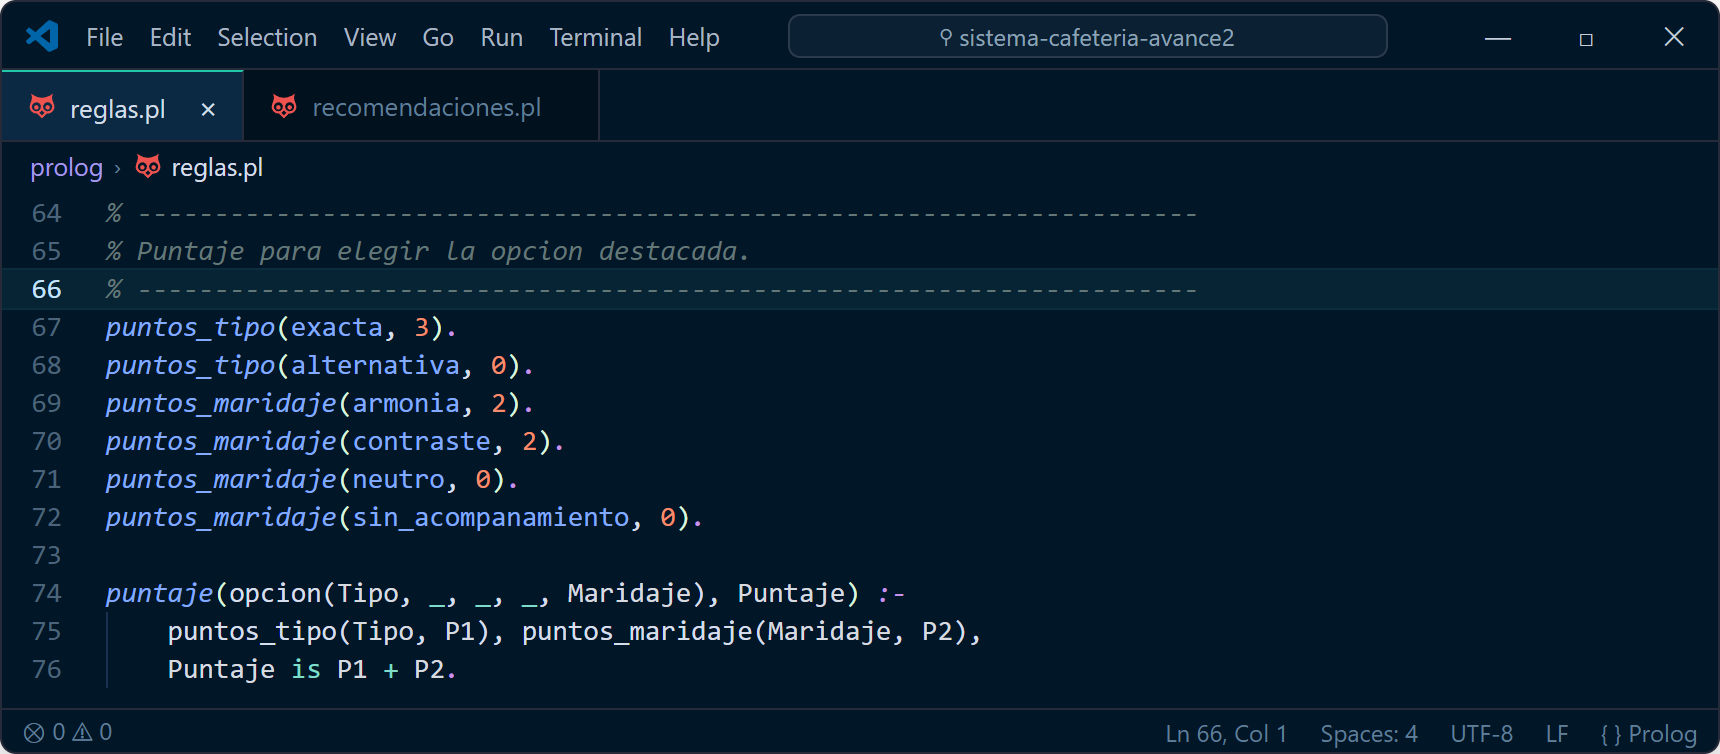 File Edit Selection View Go Run Terminal Help
sistema-cafeteria-avance2
reglas.pl
recomendaciones.pl
prolog › reglas.pl
64 % ---------------------------------------------------------------------
65 % Puntaje para elegir la opcion destacada.
66 % ---------------------------------------------------------------------
67 puntos_tipo(exacta, 3).
68 puntos_tipo(alternativa, 0).
69 puntos_maridaje(armonia, 2).
70 puntos_maridaje(contraste, 2).
71 puntos_maridaje(neutro, 0).
72 puntos_maridaje(sin_acompanamiento, 0).
73
74 puntaje(opcion(Tipo, _, _, _, Maridaje), Puntaje) :-
75     puntos_tipo(Tipo, P1), puntos_maridaje(Maridaje, P2),
76     Puntaje is P1 + P2.
0 0 Ln 66, Col 1 Spaces: 4 UTF-8 LF { } Prolog